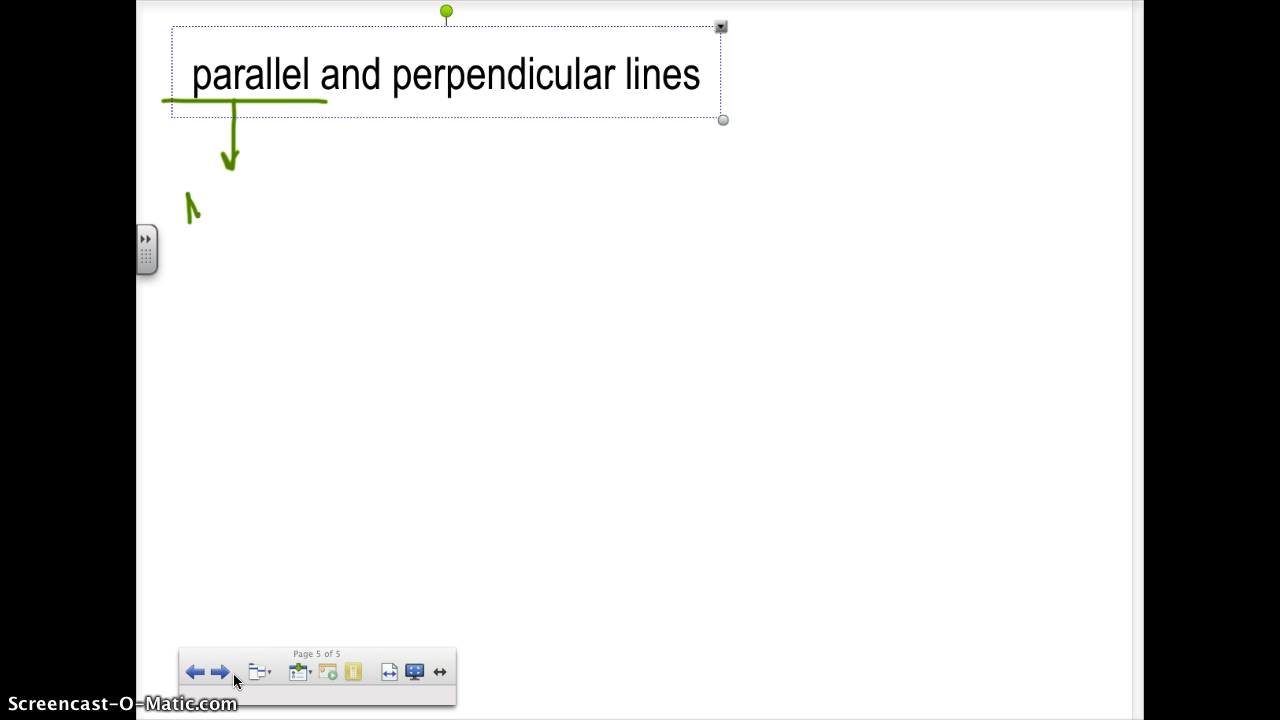 parallel and perpendicular lines
Page 5 of 5
Screencast-O-Matic.com